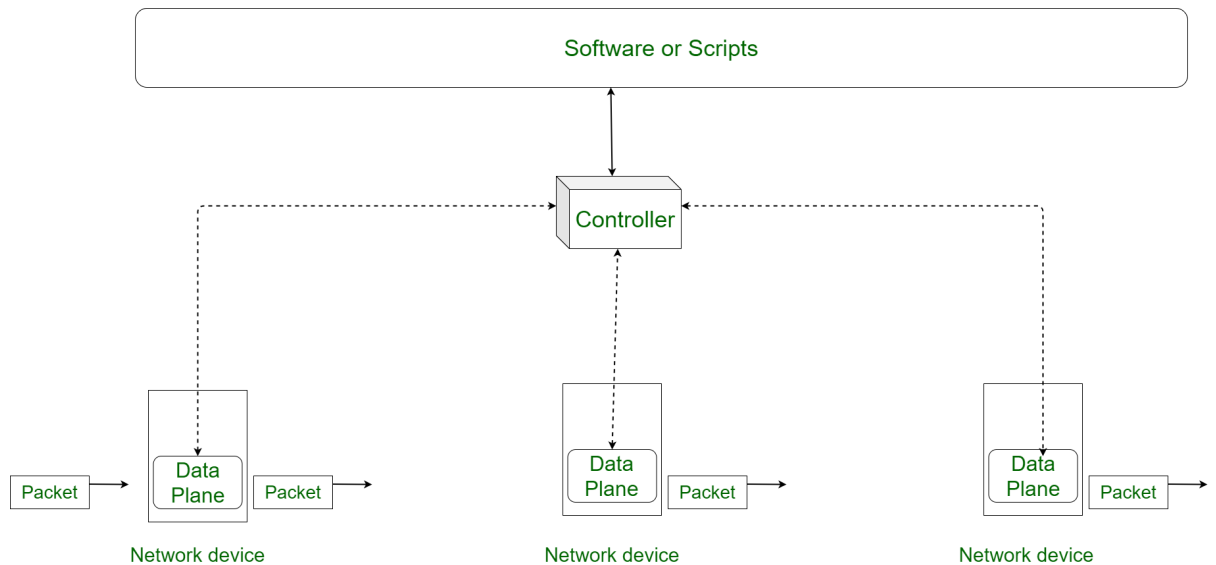 Software or Scripts
Controller
Data
Plane
Data
Plane
Data
Plane
Packet
Packet
Packet
Packet
Network device
Network device
Network device